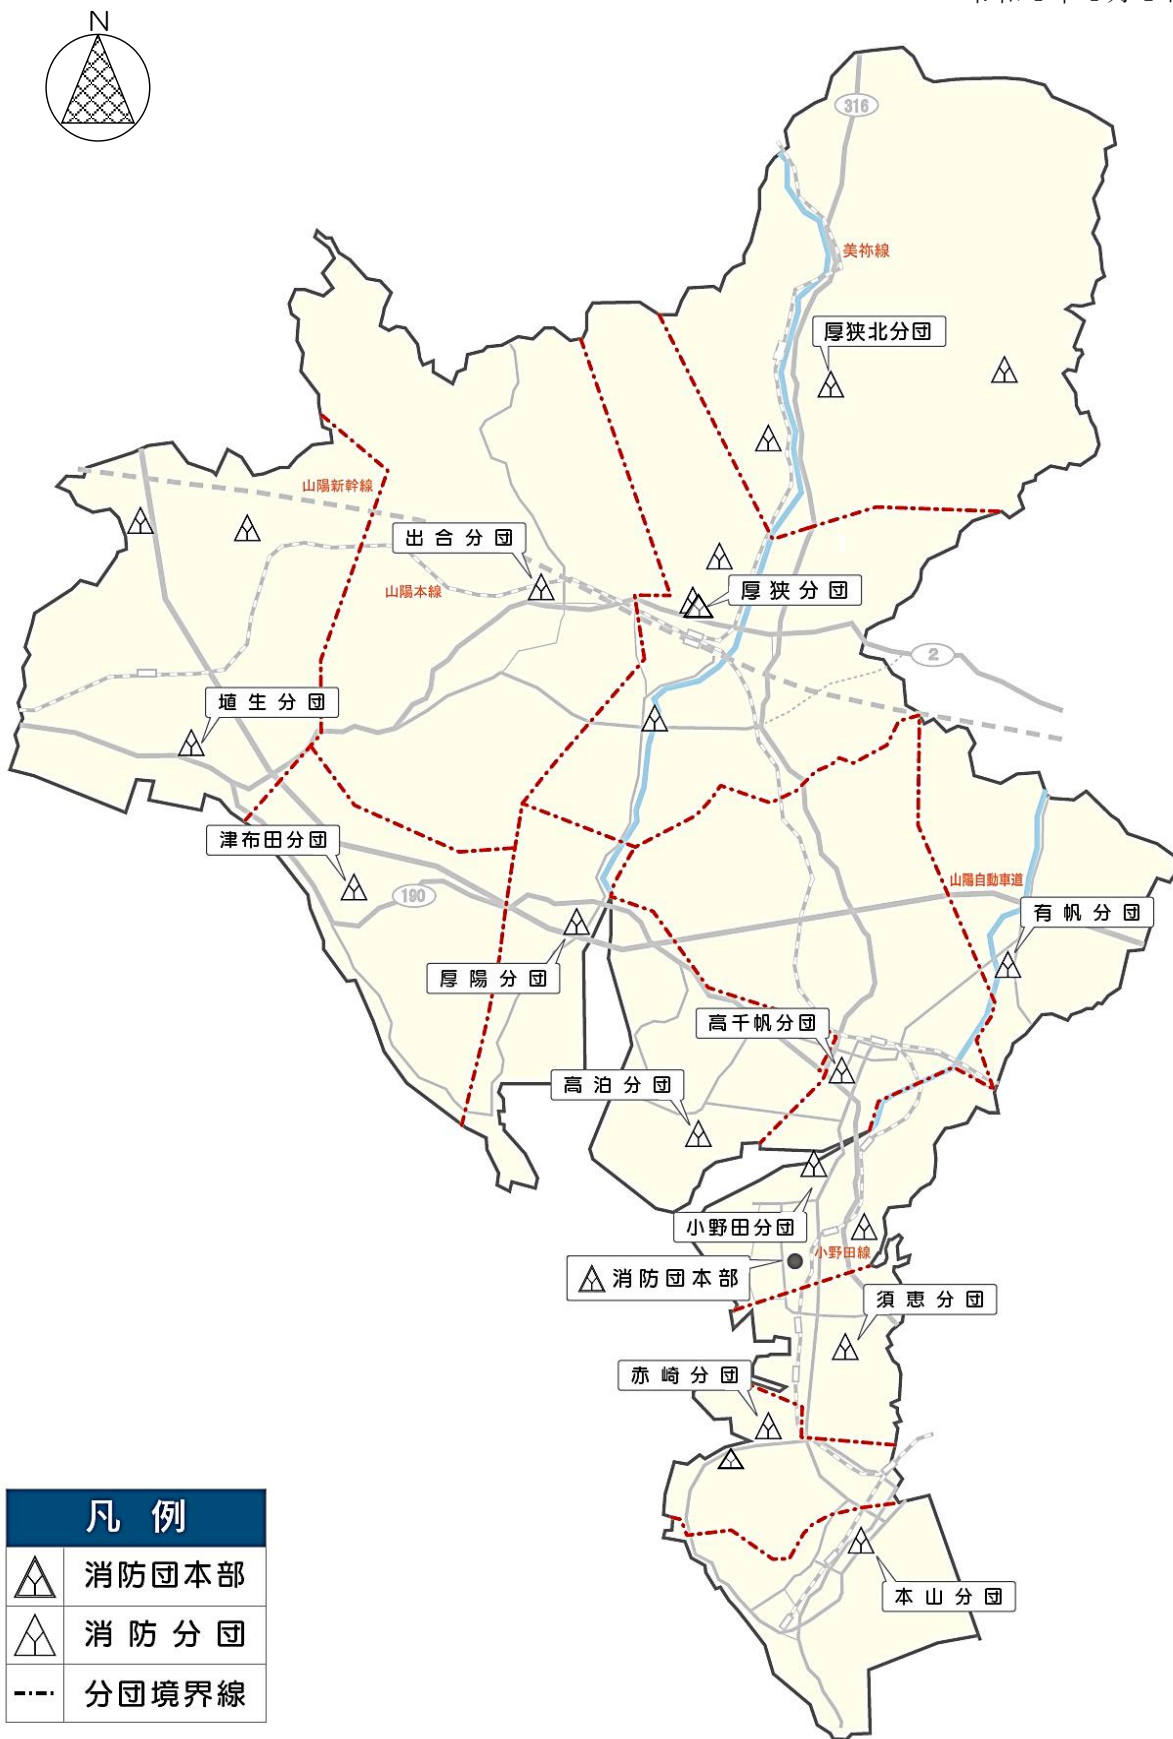 N
316
美祢線
厚狭北分団
山陽新幹線
出合分団
山陽本線
厚狭分団
2
埴生分団
津布田分団
190
山陽自動車道
有帆分団
厚陽分団
高千帆分団
高泊分団
小野田分団
小野田線
消防団本部
須恵分団
赤崎分団
本山分団
凡例
消防団本部
消防分団
分団境界線